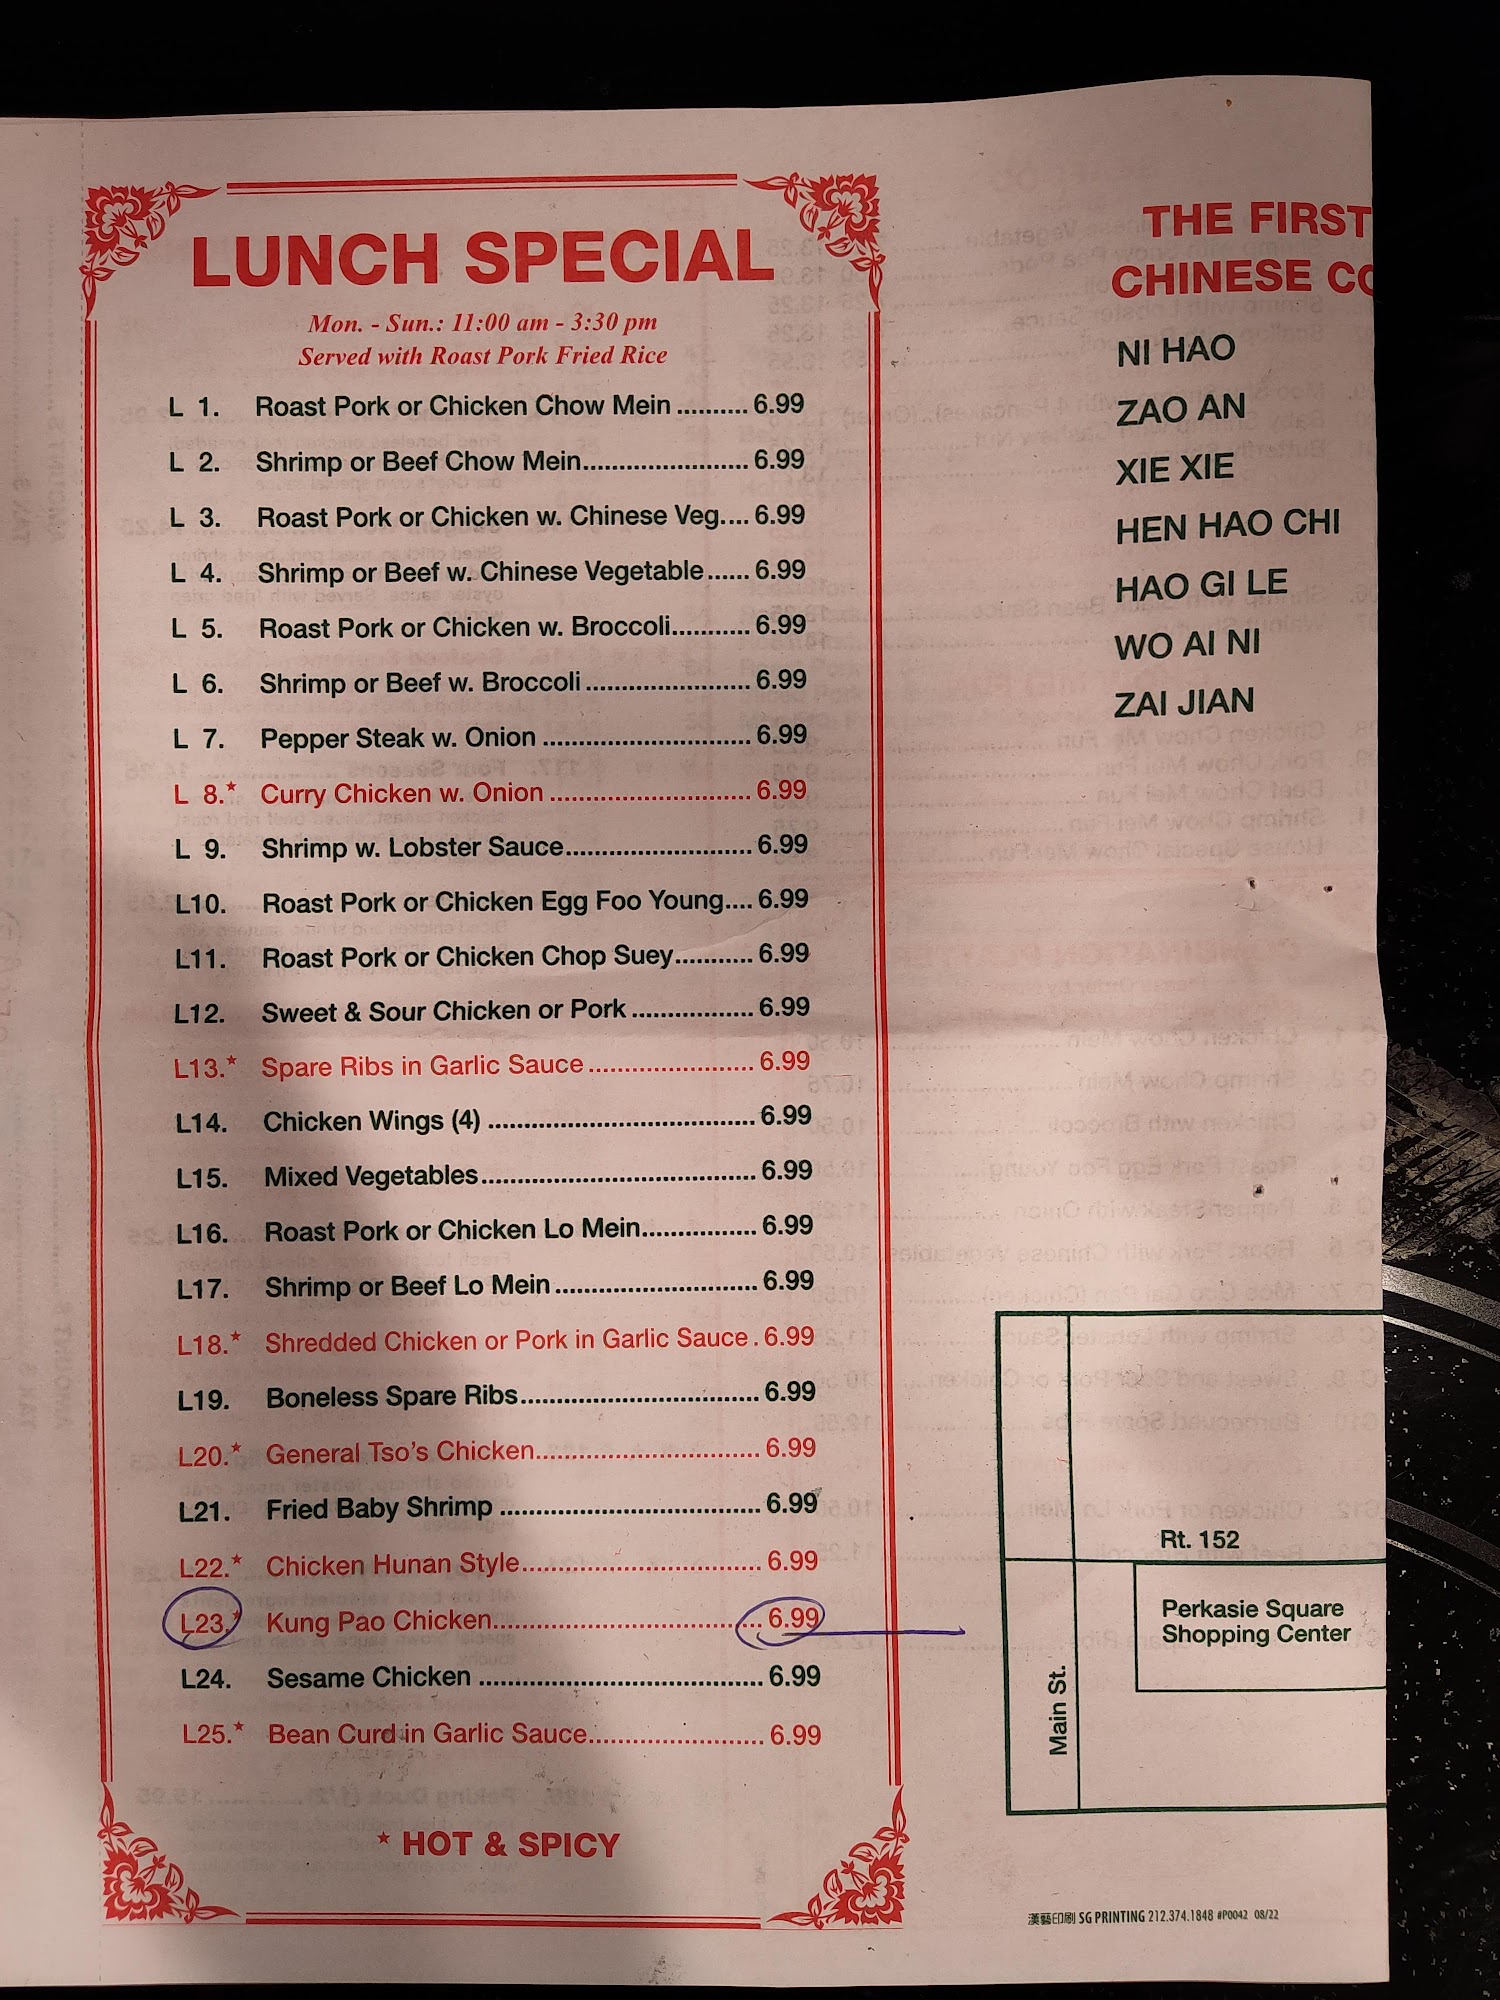 LUNCH SPECIAL
Mon. - Sun.: 11:00 am - 3:30 pm
Served with Roast Pork Fried Rice
L 1. Roast Pork or Chicken Chow Mein .......... 6.99
L 2. Shrimp or Beef Chow Mein....................... 6.99
L 3. Roast Pork or Chicken w. Chinese Veg.... 6.99
L 4. Shrimp or Beef w. Chinese Vegetable...... 6.99
L 5. Roast Pork or Chicken w. Broccoli........... 6.99
L 6. Shrimp or Beef w. Broccoli ....................... 6.99
L 7. Pepper Steak w. Onion ............................. 6.99
L 8.* Curry Chicken w. Onion ............................ 6.99
L 9. Shrimp w. Lobster Sauce.......................... 6.99
L10. Roast Pork or Chicken Egg Foo Young.... 6.99
L11. Roast Pork or Chicken Chop Suey........... 6.99
L12. Sweet & Sour Chicken or Pork ................. 6.99
L13.* Spare Ribs in Garlic Sauce ....................... 6.99
L14. Chicken Wings (4) ..................................... 6.99
L15. Mixed Vegetables...................................... 6.99
L16. Roast Pork or Chicken Lo Mein................ 6.99
L17. Shrimp or Beef Lo Mein ............................ 6.99
L18.* Shredded Chicken or Pork in Garlic Sauce . 6.99
L19. Boneless Spare Ribs................................. 6.99
L20.* General Tso's Chicken............................... 6.99
L21. Fried Baby Shrimp .................................... 6.99
L22.* Chicken Hunan Style................................. 6.99
L23.* Kung Pao Chicken..................................... 6.99
L24. Sesame Chicken ....................................... 6.99
L25.* Bean Curd in Garlic Sauce........................ 6.99
* HOT & SPICY
THE FIRST
CHINESE
NI HAO
ZAO AN
XIE XIE
HEN HAO CHI
HAO GI LE
WO AI NI
ZAI JIAN
Rt. 152
Perkasie Square
Shopping Center
Main St.
漢藝印刷 SG PRINTING 212.374.1848 #P0042 08/22